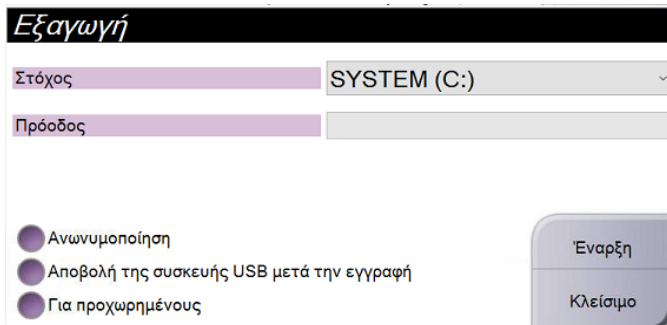 Εξαγωγή
Στόχος SYSTEM (C:)
Πρόοδος
Ανωνυμοποίηση
Έναρξη
Αποβολή της συσκευής USB μετά την εγγραφή
Για προχωρημένους
Κλείσιμο